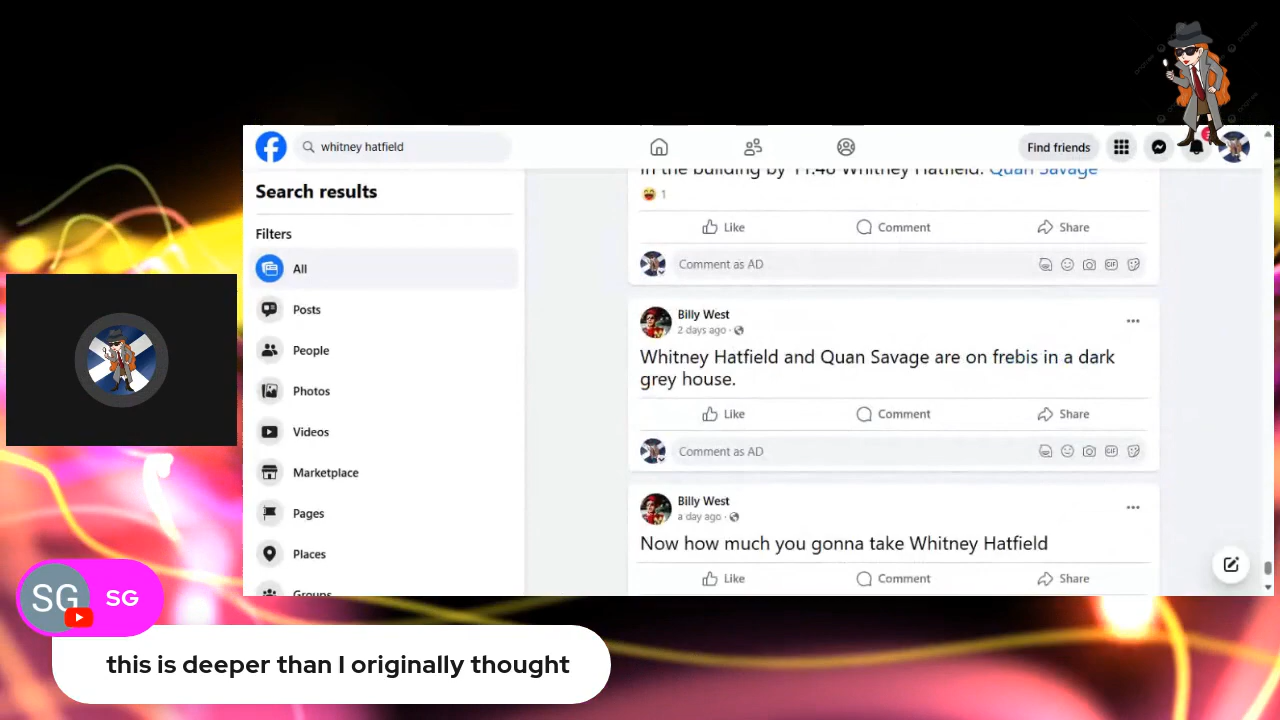 whitney hatfield
Find friends
Search results
Filters
All
Posts
People
Photos
Videos
Marketplace
Pages
Places
Groups
in the building by 11:48 Whitney Hatfield. Quan Savage
1
Like Comment Share
Comment as AD
GIF
Billy West
2 days ago ·
Whitney Hatfield and Quan Savage are on frebis in a dark
grey house.
Like Comment Share
Comment as AD
GIF
Billy West
a day ago ·
Now how much you gonna take Whitney Hatfield
Like Comment Share
SG SG
this is deeper than I originally thought